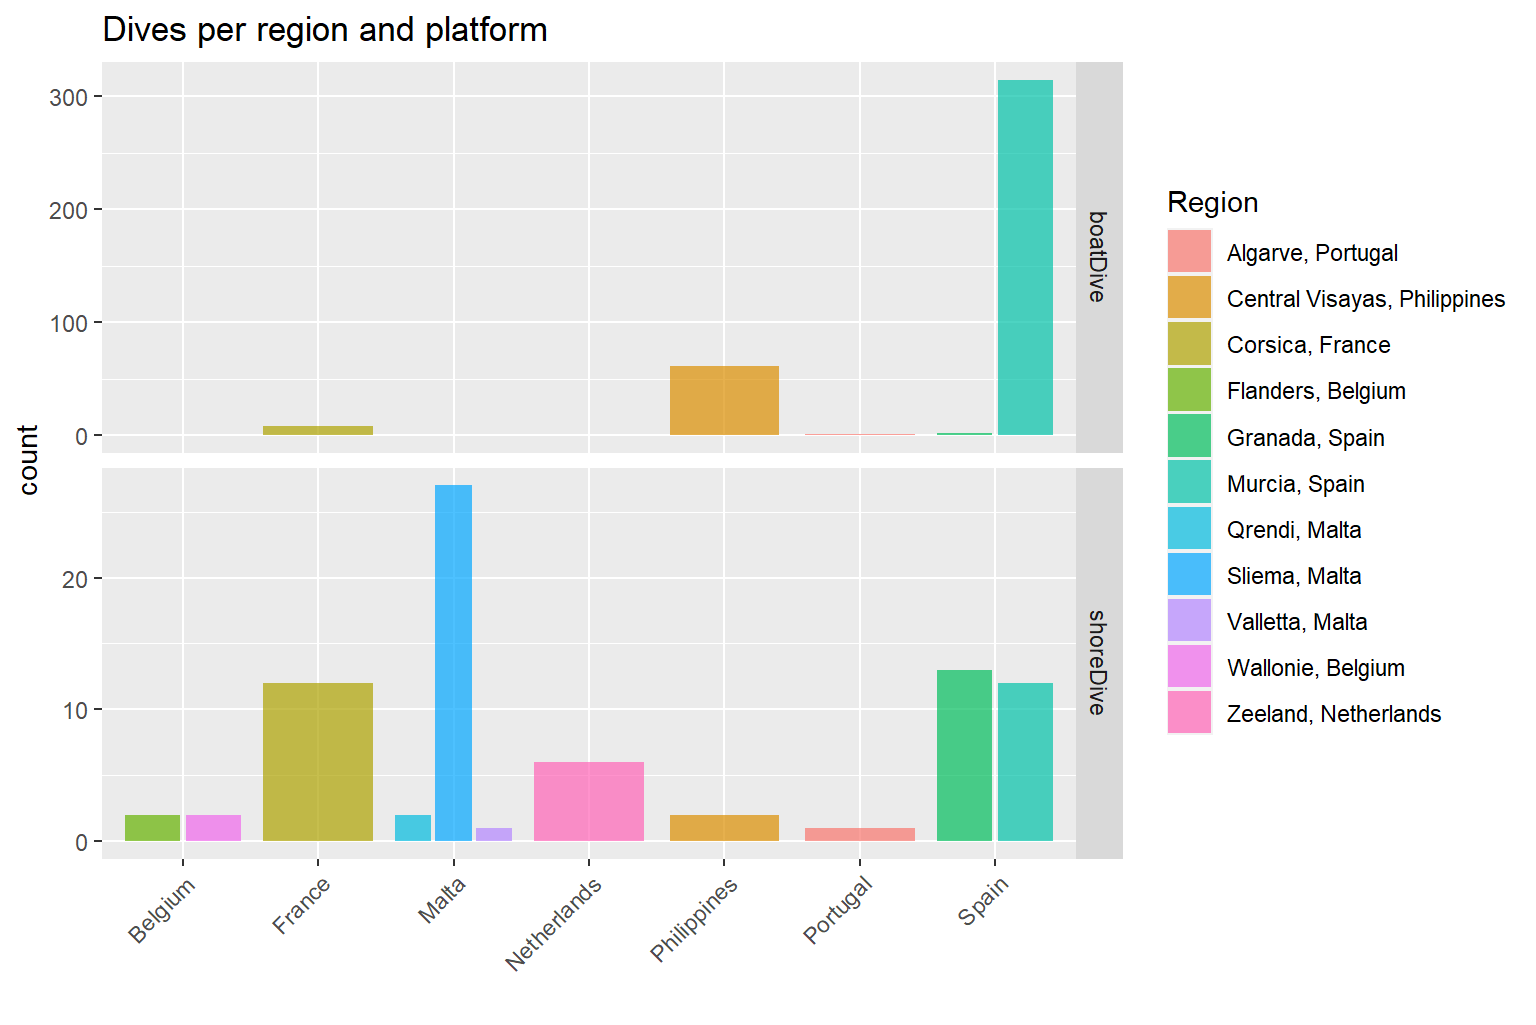 Dives per region and platform
count
300
200
100
0
boatDive
20
10
0
shoreDive
Belgium
France
Malta
Netherlands
Philippines
Portugal
Spain
Region
Algarve, Portugal
Central Visayas, Philippines
Corsica, France
Flanders, Belgium
Granada, Spain
Murcia, Spain
Qrendi, Malta
Sliema, Malta
Valletta, Malta
Wallonie, Belgium
Zeeland, Netherlands